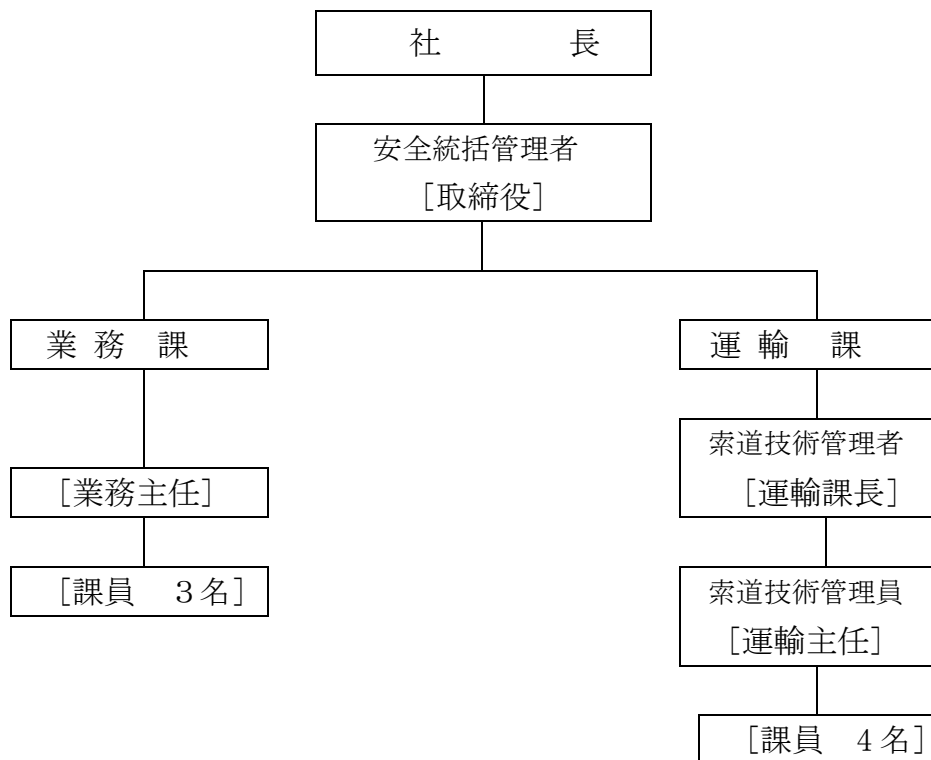 社　　　　長
安全統括管理者
［取締役］
業 務　課
［業務主任］
［課員　３名］
運 輸　課
索道技術管理者
［運輸課長］
索道技術管理員
［運輸主任］
［課員　４名］